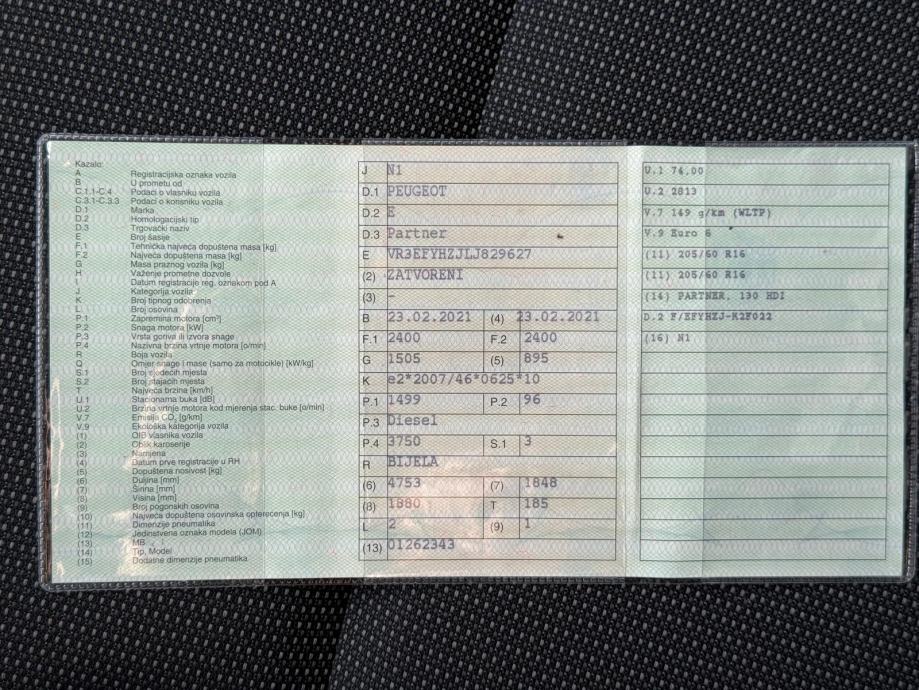 Kazalo:
A Registracijska oznaka vozila
B U prometu od
C.1.1-C.4 Podaci o vlasniku vozila
C.3.1-C.3.3 Podaci o korisniku vozila
D.1 Marka
D.2 Homologacijski tip
D.3 Trgovački naziv
E Broj šasije
F.1 Tehnička najveća dopuštena masa [kg]
F.2 Najveća dopuštena masa [kg]
G Masa praznog vozila [kg]
H Važenje prometne dozvole
I Datum registracije reg. oznakom pod A
J Kategorija vozila
K Broj tipnog odobrenja
L Broj osovina
P.1 Zapremina motora [cm³]
P.2 Snaga motora [kW]
P.3 Vrsta goriva ili izvora snage
P.4 Nazivna brzina vrtnje motora [o/min]
R Boja vozila
Q Omjer snage i mase (samo za motocikle) [kW/kg]
S.1 Broj sjedećih mjesta
S.2 Broj stajaćih mjesta
T Najveća brzina [km/h]
U.1 Stacionarna buka [dB]
U.2 Brzina vrtnje motora kod mjerenja stac. buke [o/min]
V.7 Emisija CO₂ [g/km]
V.9 Ekološka kategorija vozila
(1) OIB vlasnika vozila
(2) Oblik karoserije
(3) Namjena
(4) Datum prve registracije u RH
(5) Dopuštena nosivost [kg]
(6) Duljina [mm]
(7) Širina [mm]
(8) Visina [mm]
(9) Broj pogonskih osovina
(10) Najveća dopuštena osovinska opterećenja [kg]
(11) Dimenzije pneumatika
(12) Jedinstvena oznaka modela (JOM)
(13) MB
(14) Tip, Model
(15) Dodatne dimenzije pneumatika
J N1
D.1 PEUGEOT
D.2 E
D.3 Partner
E VR3EFYHZJLJ829627
(2) ZATVORENI
(3) –
B 23.02.2021 (4) 23.02.2021
F.1 2400 F.2 2400
G 1505 (5) 895
K e2*2007/46*0625*10
P.1 1499 P.2 96
P.3 Diesel
P.4 3750 S.1 3
R BIJELA
(6) 4753 (7) 1848
(8) 1880 T 185
L 2 (9) 1
(13) 01262343
U.1 74,00
U.2 2813
V.7 149 g/km (WLTP)
V.9 Euro 6
(11) 205/60 R16
(11) 205/60 R16
(14) PARTNER, 130 HDI
D.2 F/EFYHZJ-K2F022
(16) N1